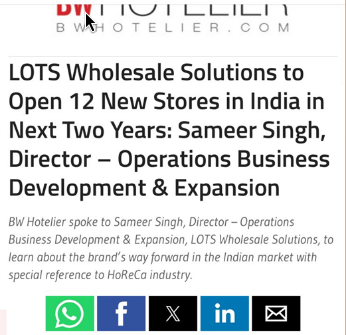 BW HOTELIER
BWHOTELIER.COM
LOTS Wholesale Solutions to
Open 12 New Stores in India in
Next Two Years: Sameer Singh,
Director – Operations Business
Development & Expansion
BW Hotelier spoke to Sameer Singh, Director – Operations
Business Development & Expansion, LOTS Wholesale Solutions, to
learn about the brand's way forward in the Indian market with
special reference to HoReCa industry.